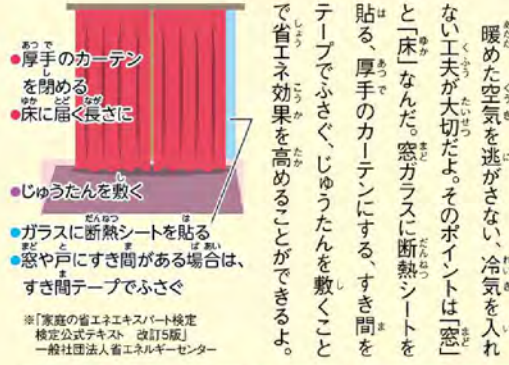 暖めた空気を逃がさない、冷気を入れ
ない工夫が大切だよ。そのポイントは「窓」
と「床」なんだ。窓ガラスに断熱シートを
貼る、厚手のカーテンにする、すき間を
テープでふさぐ、じゅうたんを敷くこと
で省エネ効果を高めることができるよ。
●厚手のカーテン
を閉める
●床に届く長さに
●じゅうたんを敷く
●ガラスに断熱シートを貼る
●窓や戸にすき間がある場合は、
すき間テープでふさぐ
※「家庭の省エネエキスパート検定
検定公式テキスト 改訂5版」
一般社団法人省エネルギーセンター